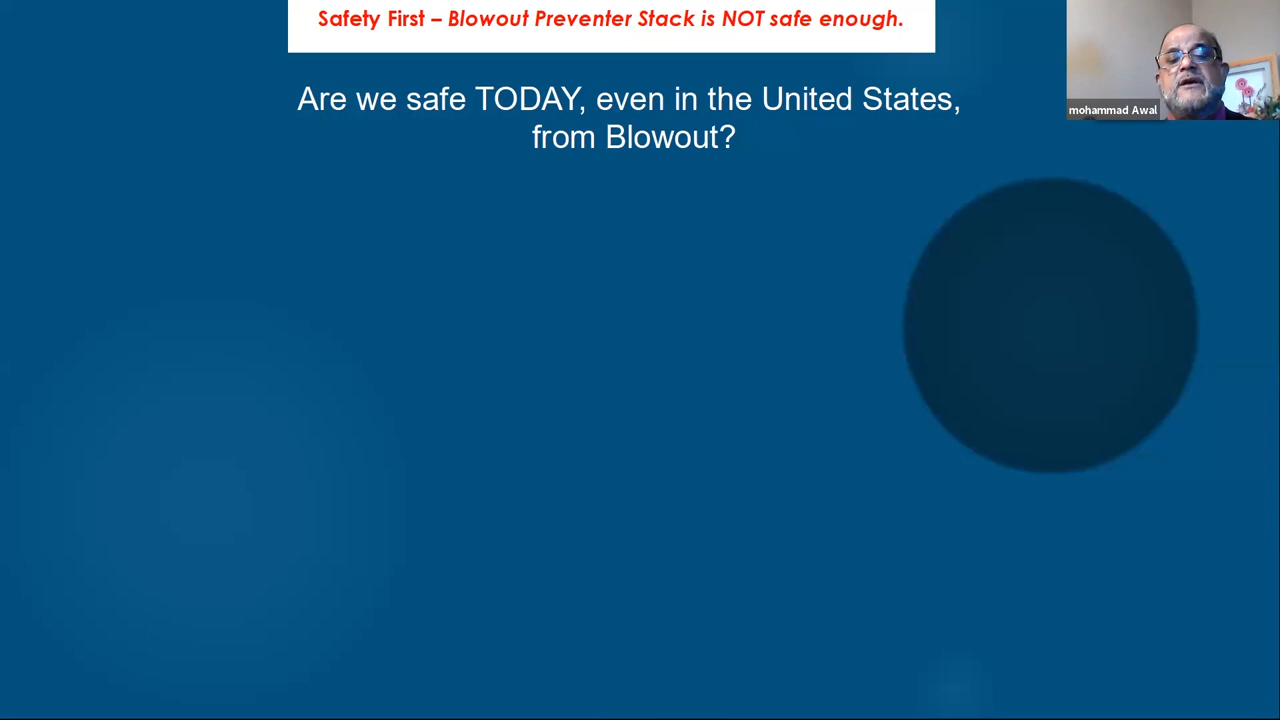 Safety First – Blowout Preventer Stack is NOT safe enough.
Are we safe TODAY, even in the United States,
from Blowout?
mohammad Awal